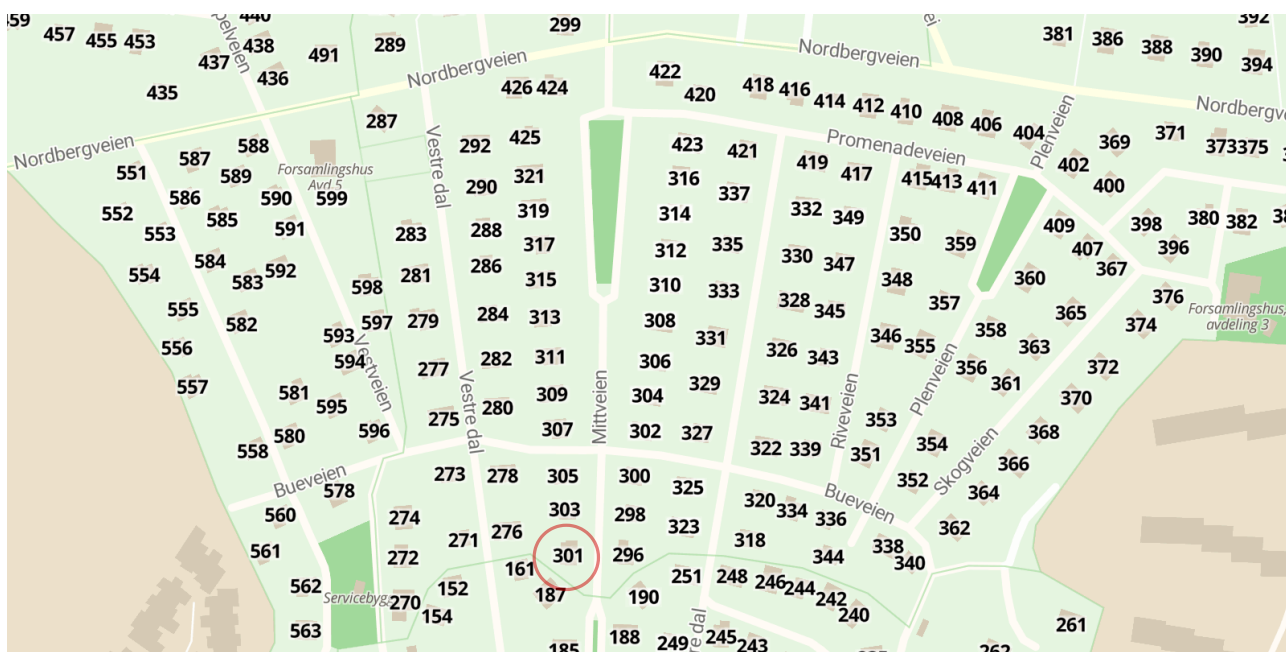 459 457 455 453 440 438 437 436 435 491 289 299
Nordbergveien
426 424 422 420 418 416 414 412 410 408 406 404
Nordbergveien
381 386 388 390 392 394
Nordbergv
Plenveien
402 400 369 371 373 375
Nordbergveien
551 587 588 586 589 590 599
Forsamlingshus
Avd.5
287
Vestre dal
292 425 423 421
Promenadeveien
419 417 415 413 411
552 553 585 591 290 321 316 337
554 584 583 592 598 283 288 319 314 335 332 349 350 359 409 407 367 398 380 382 396
555 582 593 597 281 286 317 312 333 330 347 348 357 360 365 376
Forsamlingshus,
avdeling 3
556 594 279 284 315 310 331 328 345 346 355 358 363 374
557 581 595 277 282 313 308 329 326 343 356 361 372
Vestveien
Vestre dal
Mittveien
Riveveien
Plenveien
Skogveien
558 580 596 275 280 311 309 307 306 304 302 327 324 341 322 339 353 351 354 352 370 368 366 364 362
Bueveien
578 273 278 305 300 325 320 334 336
Bueveien
560 561 274 272 271 276 303 298 323 318 344 338 340
301 296
562 563
Servicebygg
270 152 154 161 187 190 251 248 246 244 242 240
185 188 249 245 243 261 262
re dal